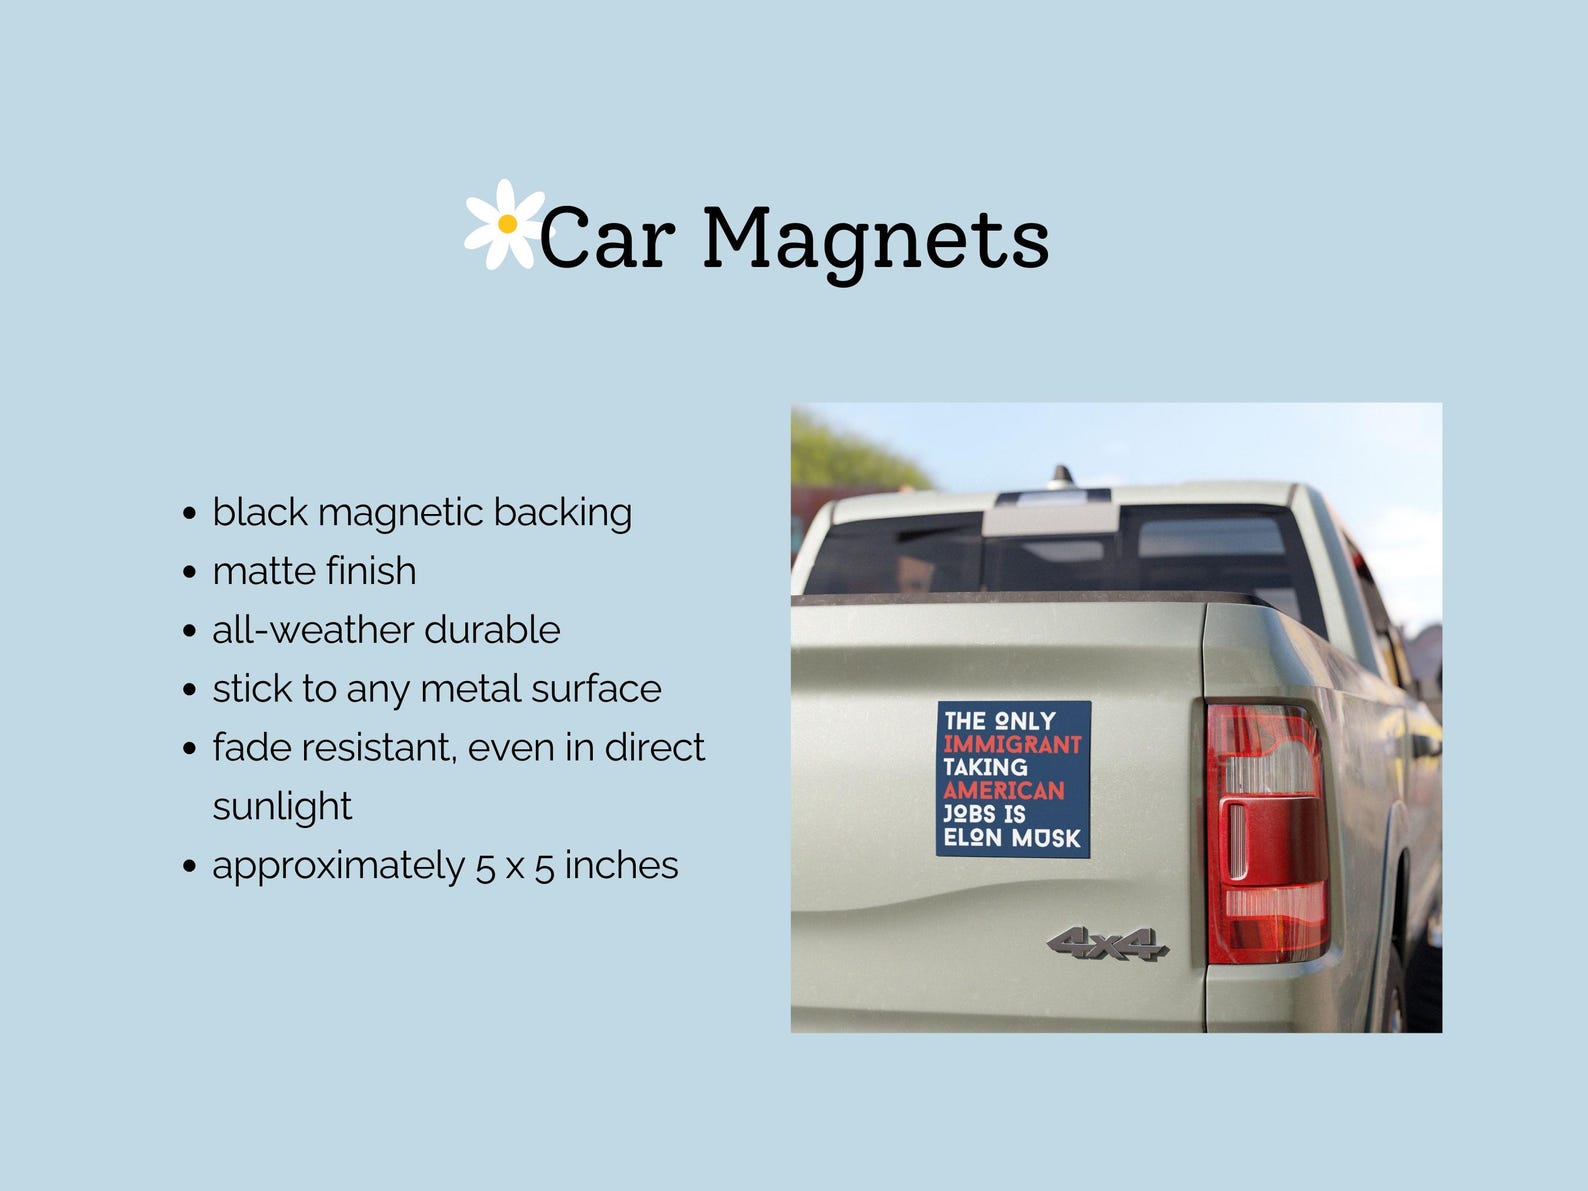 Car Magnets
black magnetic backing
matte finish
all-weather durable
stick to any metal surface
fade resistant, even in direct
sunlight
approximately 5 x 5 inches
THE ONLY
IMMIGRANT
TAKING
AMERICAN
JOBS IS
ELON MUSK
4x4